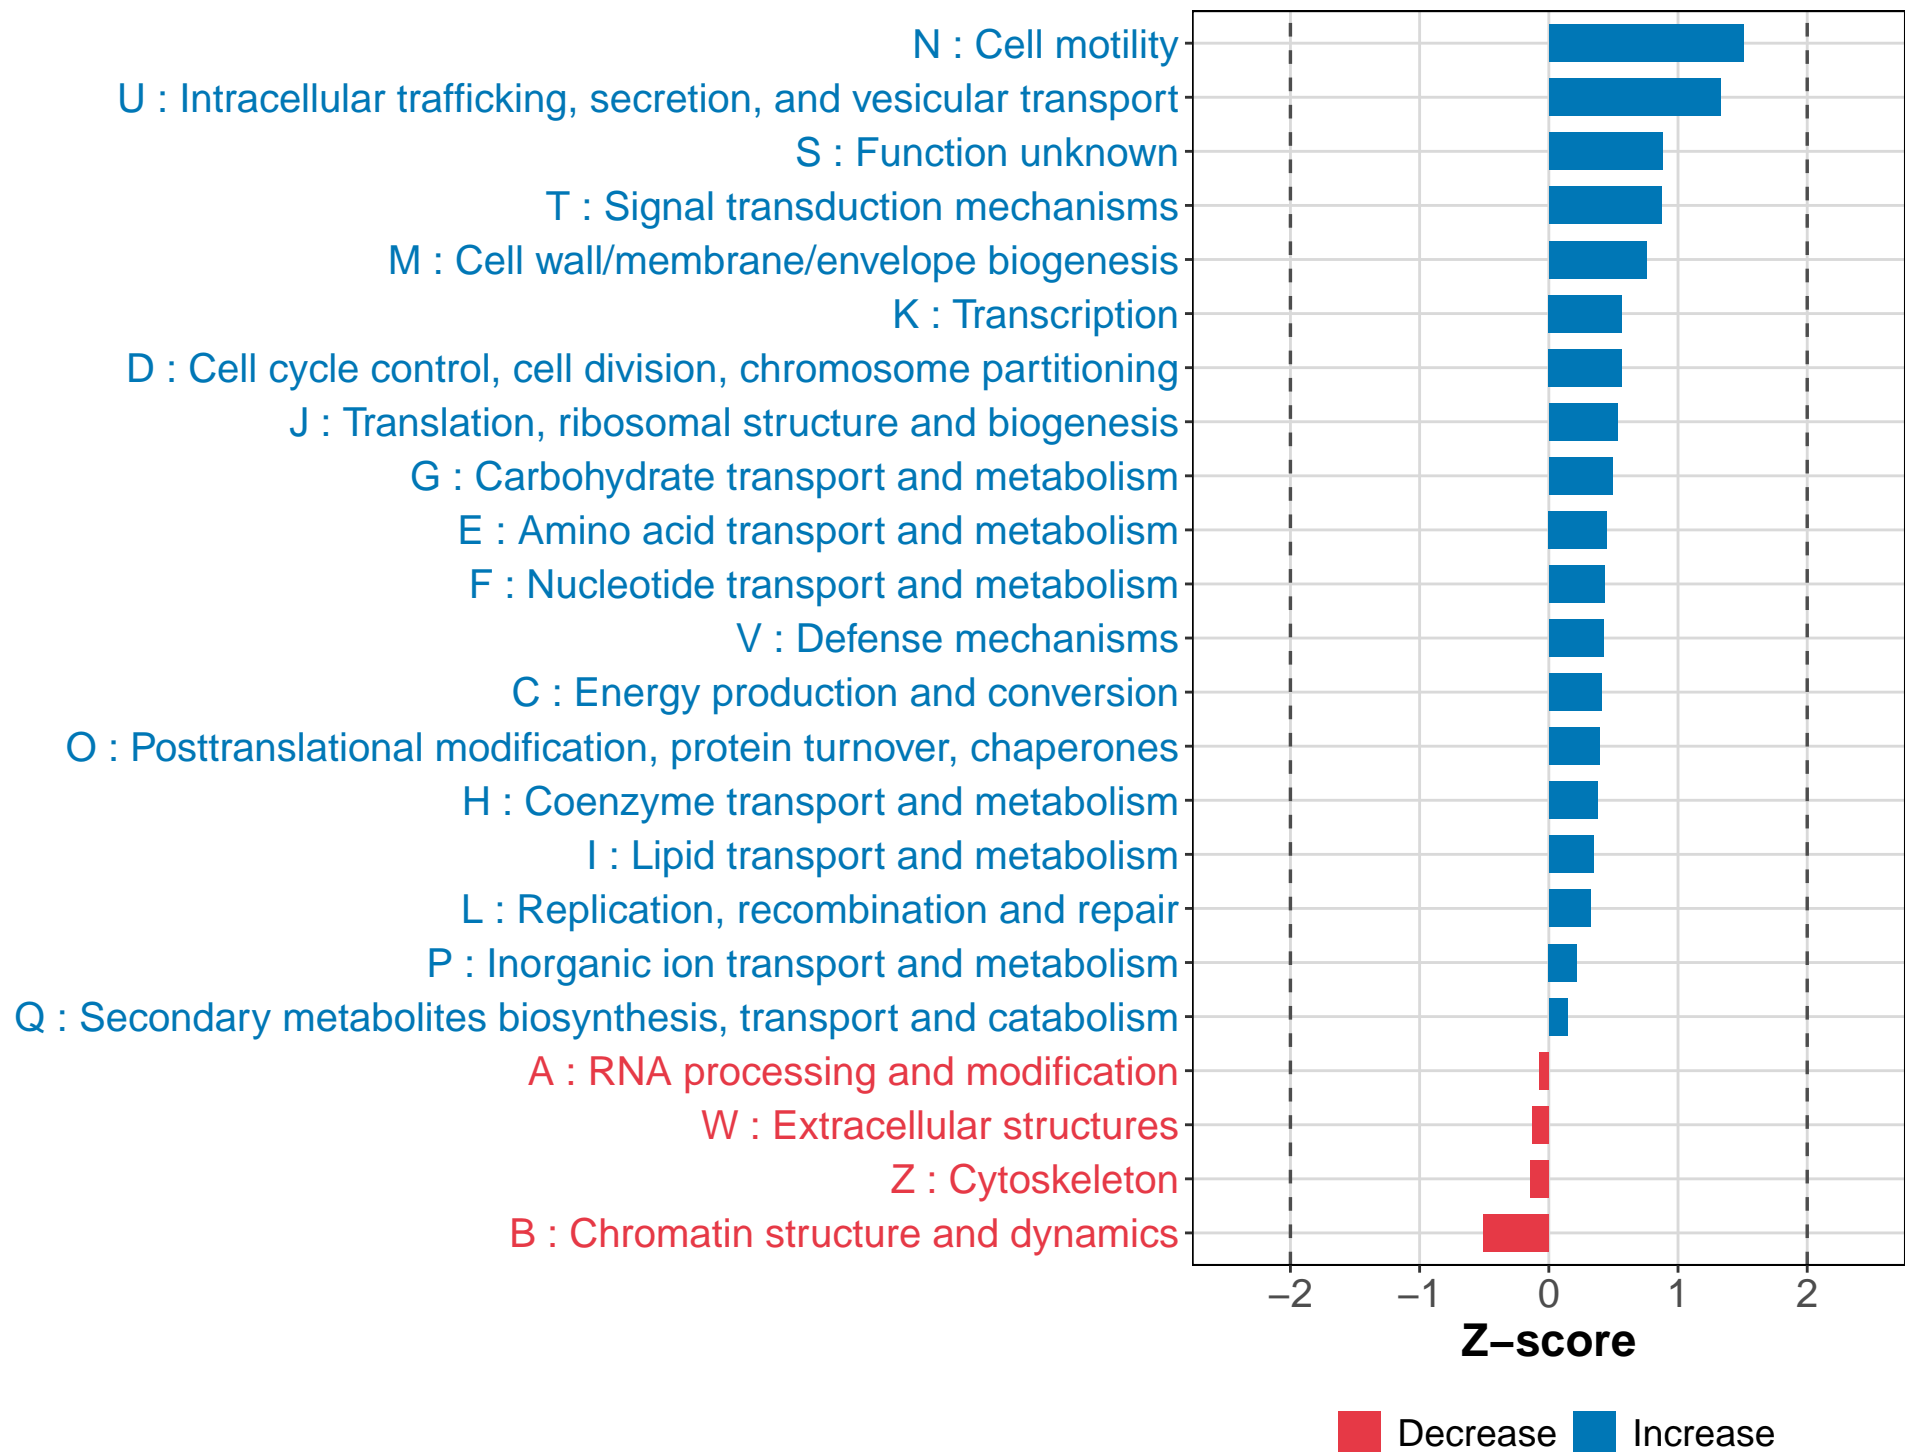 N : Cell motility
U : Intracellular trafficking, secretion, and vesicular transport
S : Function unknown
T : Signal transduction mechanisms
M : Cell wall/membrane/envelope biogenesis
K : Transcription
D : Cell cycle control, cell division, chromosome partitioning
J : Translation, ribosomal structure and biogenesis
G : Carbohydrate transport and metabolism
E : Amino acid transport and metabolism
F : Nucleotide transport and metabolism
V : Defense mechanisms
C : Energy production and conversion
O : Posttranslational modification, protein turnover, chaperones
H : Coenzyme transport and metabolism
I : Lipid transport and metabolism
L : Replication, recombination and repair
P : Inorganic ion transport and metabolism
Q : Secondary metabolites biosynthesis, transport and catabolism
A : RNA processing and modification
W : Extracellular structures
Z : Cytoskeleton
B : Chromatin structure and dynamics
−2 −1 0 1 2
Z−score
Decrease Increase